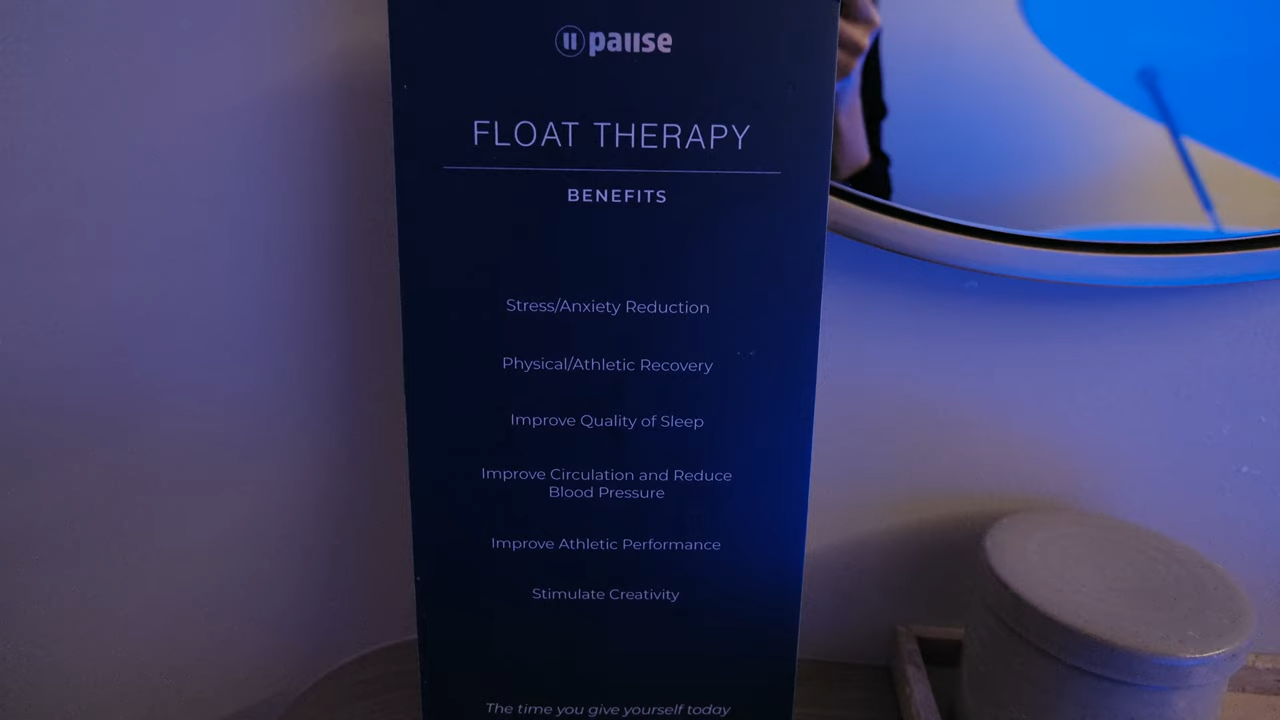 pause
FLOAT THERAPY
BENEFITS
Stress/Anxiety Reduction
Physical/Athletic Recovery
Improve Quality of Sleep
Improve Circulation and Reduce
Blood Pressure
Improve Athletic Performance
Stimulate Creativity
The time you give yourself today